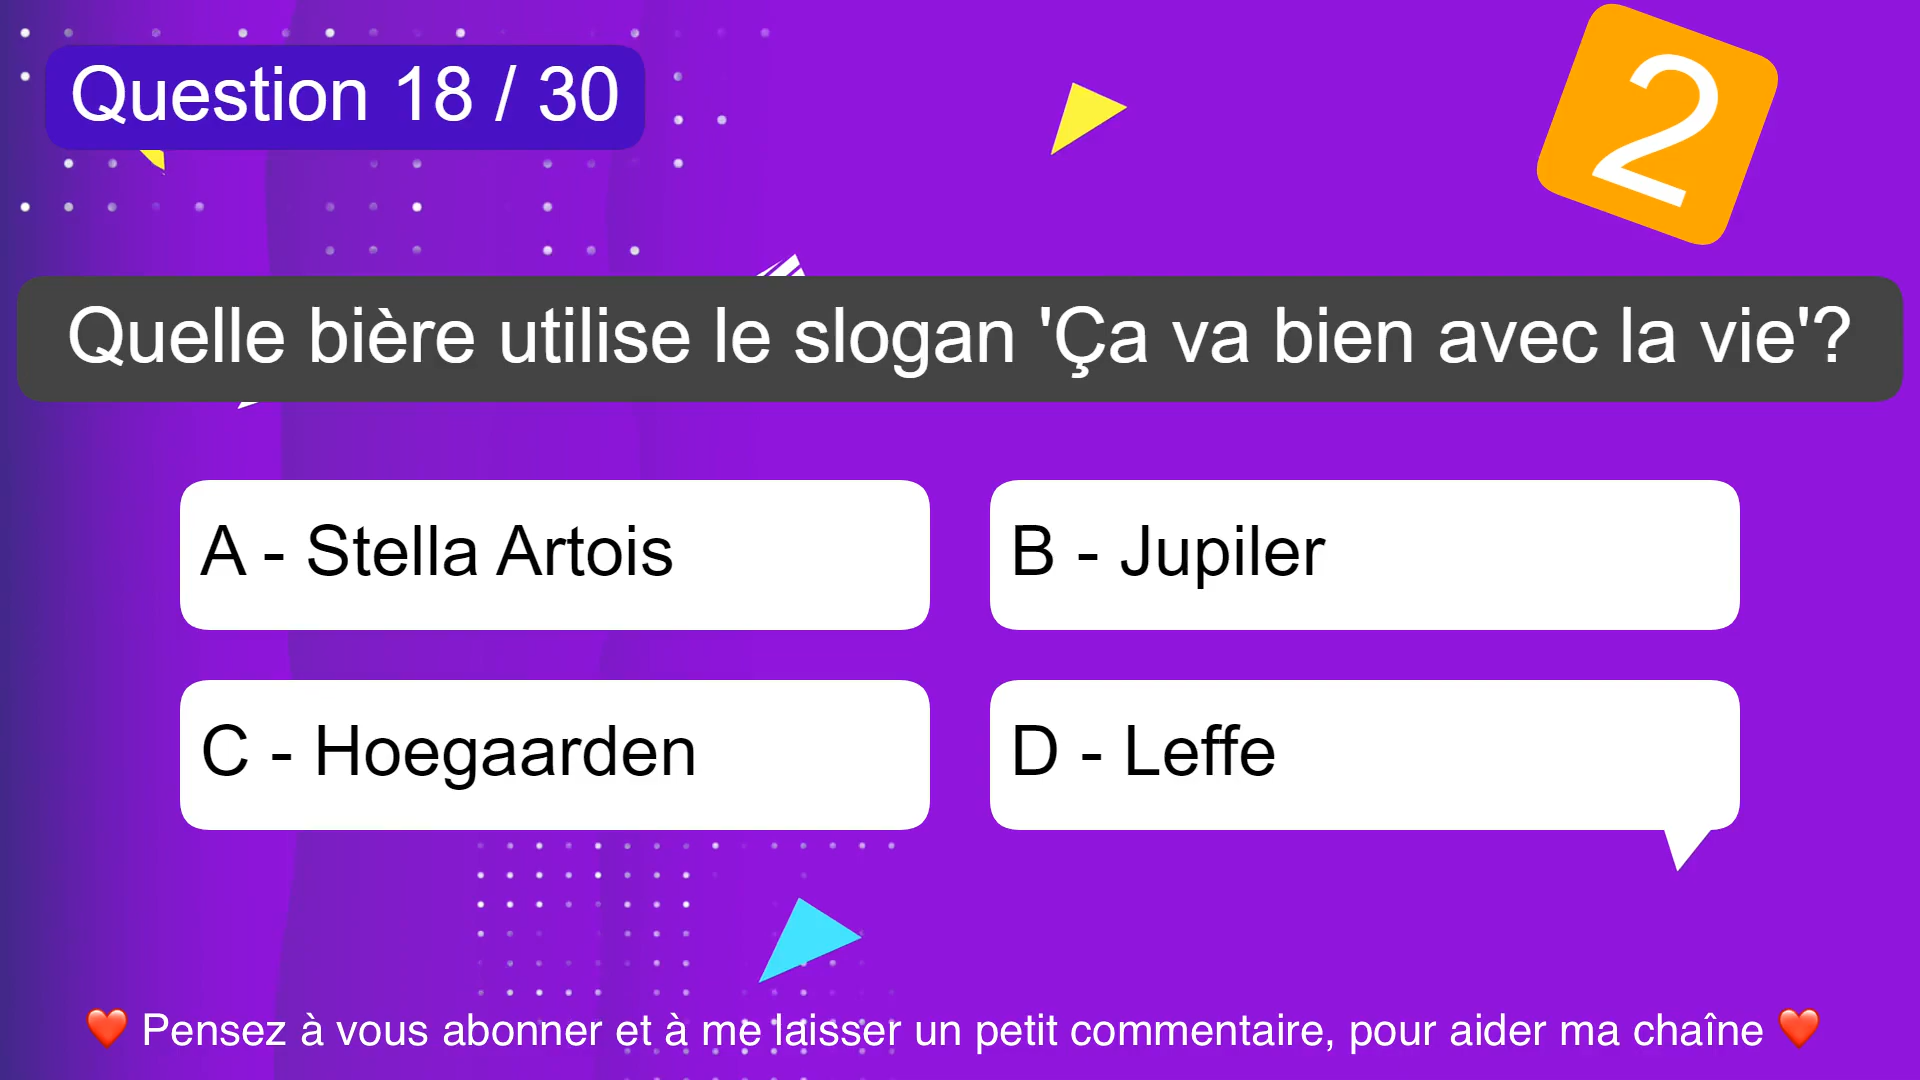 Question 18 / 30
2
Quelle bière utilise le slogan 'Ça va bien avec la vie'?
A - Stella Artois
B - Jupiler
C - Hoegaarden
D - Leffe
❤️ Pensez à vous abonner et à me laisser un petit commentaire, pour aider ma chaîne ❤️